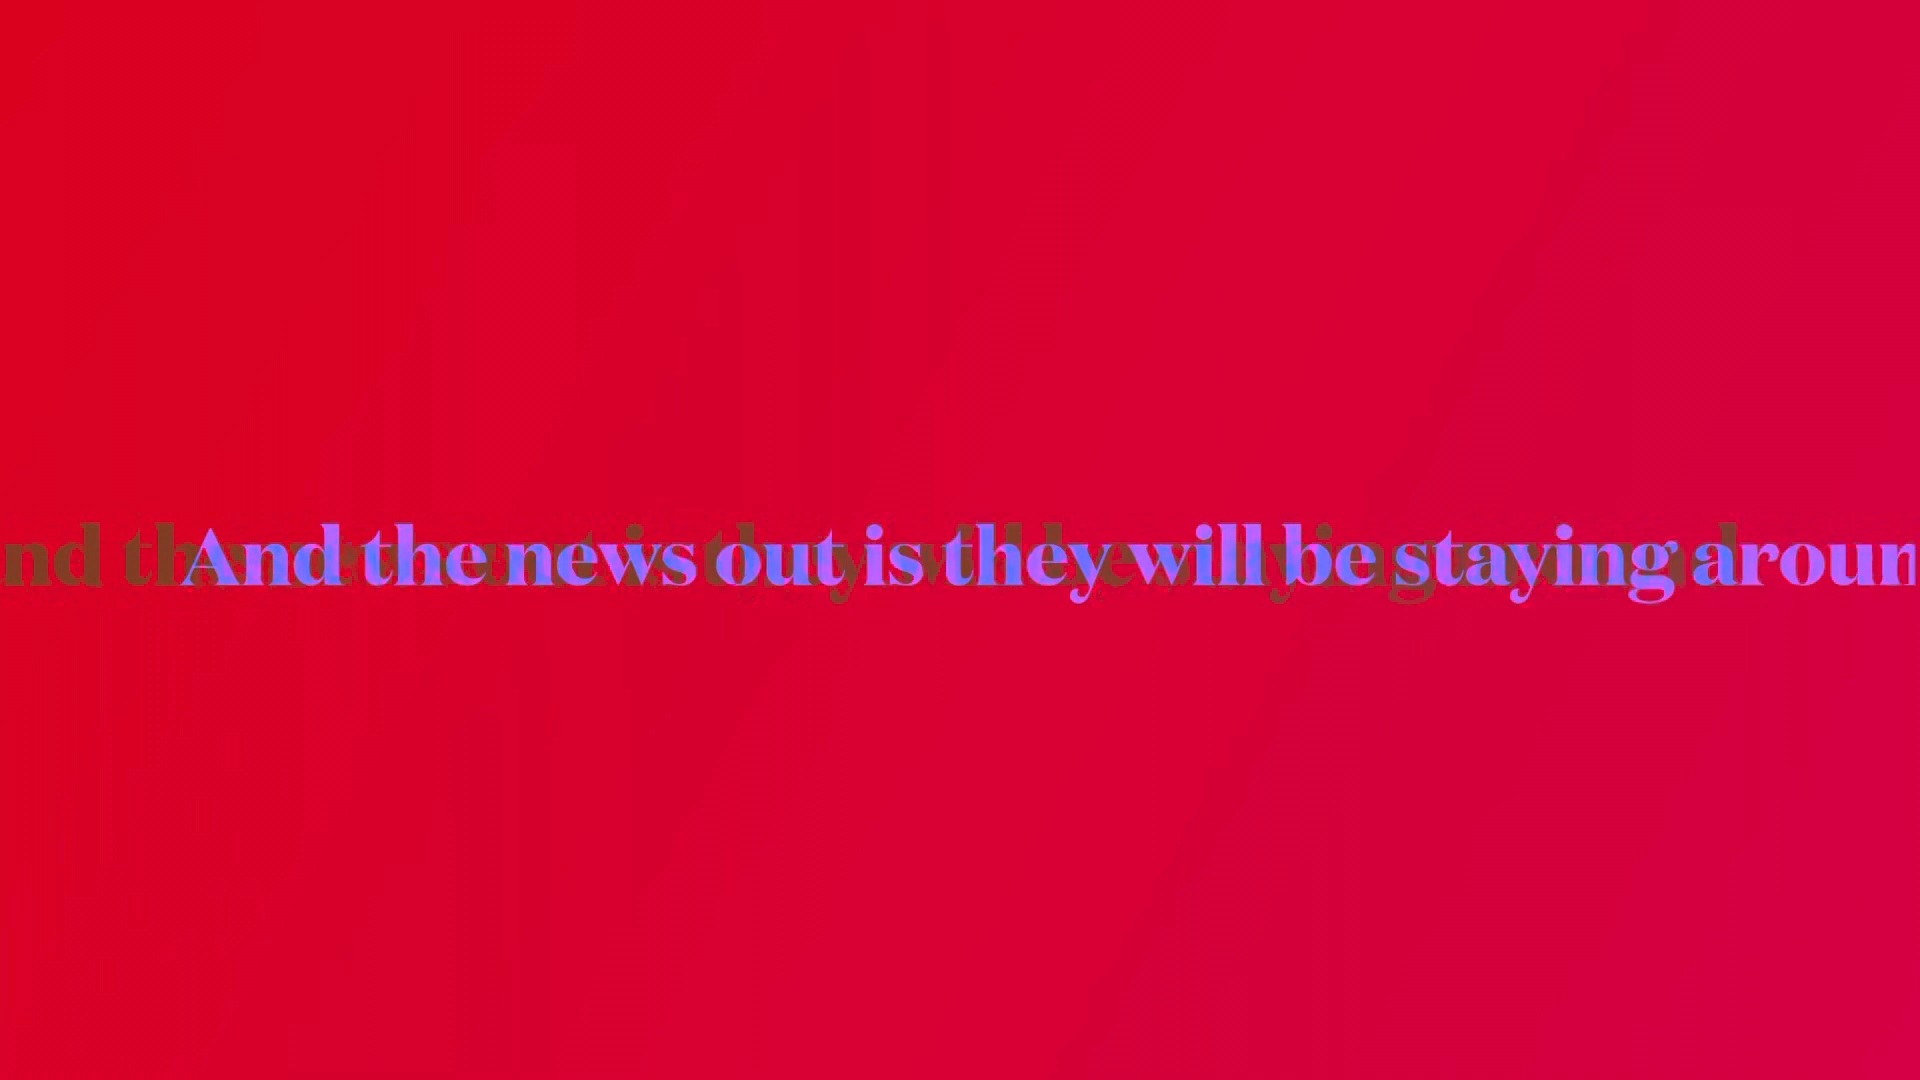 And the news out is they will be staying aroun